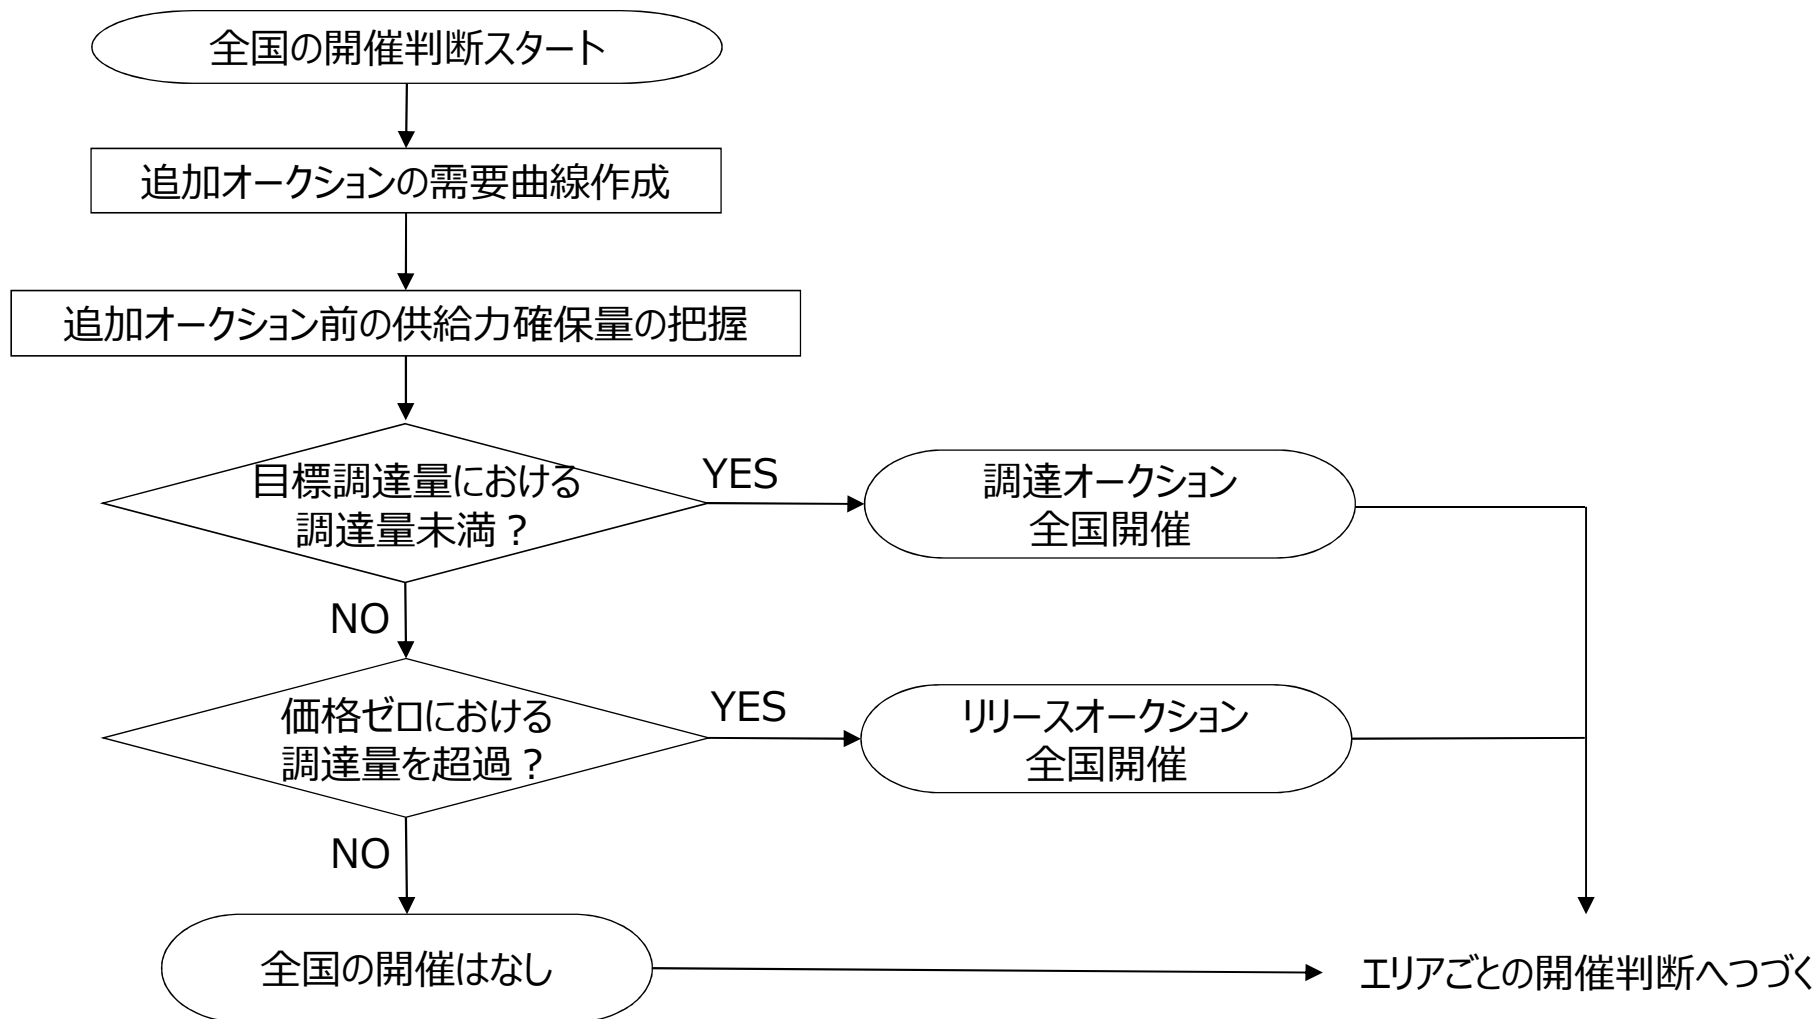 全国の開催判断スタート
追加オークションの需要曲線作成
追加オークション前の供給力確保量の把握
目標調達量における
調達量未満？
YES
調達オークション
全国開催
NO
価格ゼロにおける
調達量を超過？
YES
リリースオークション
全国開催
NO
全国の開催はなし
エリアごとの開催判断へつづく